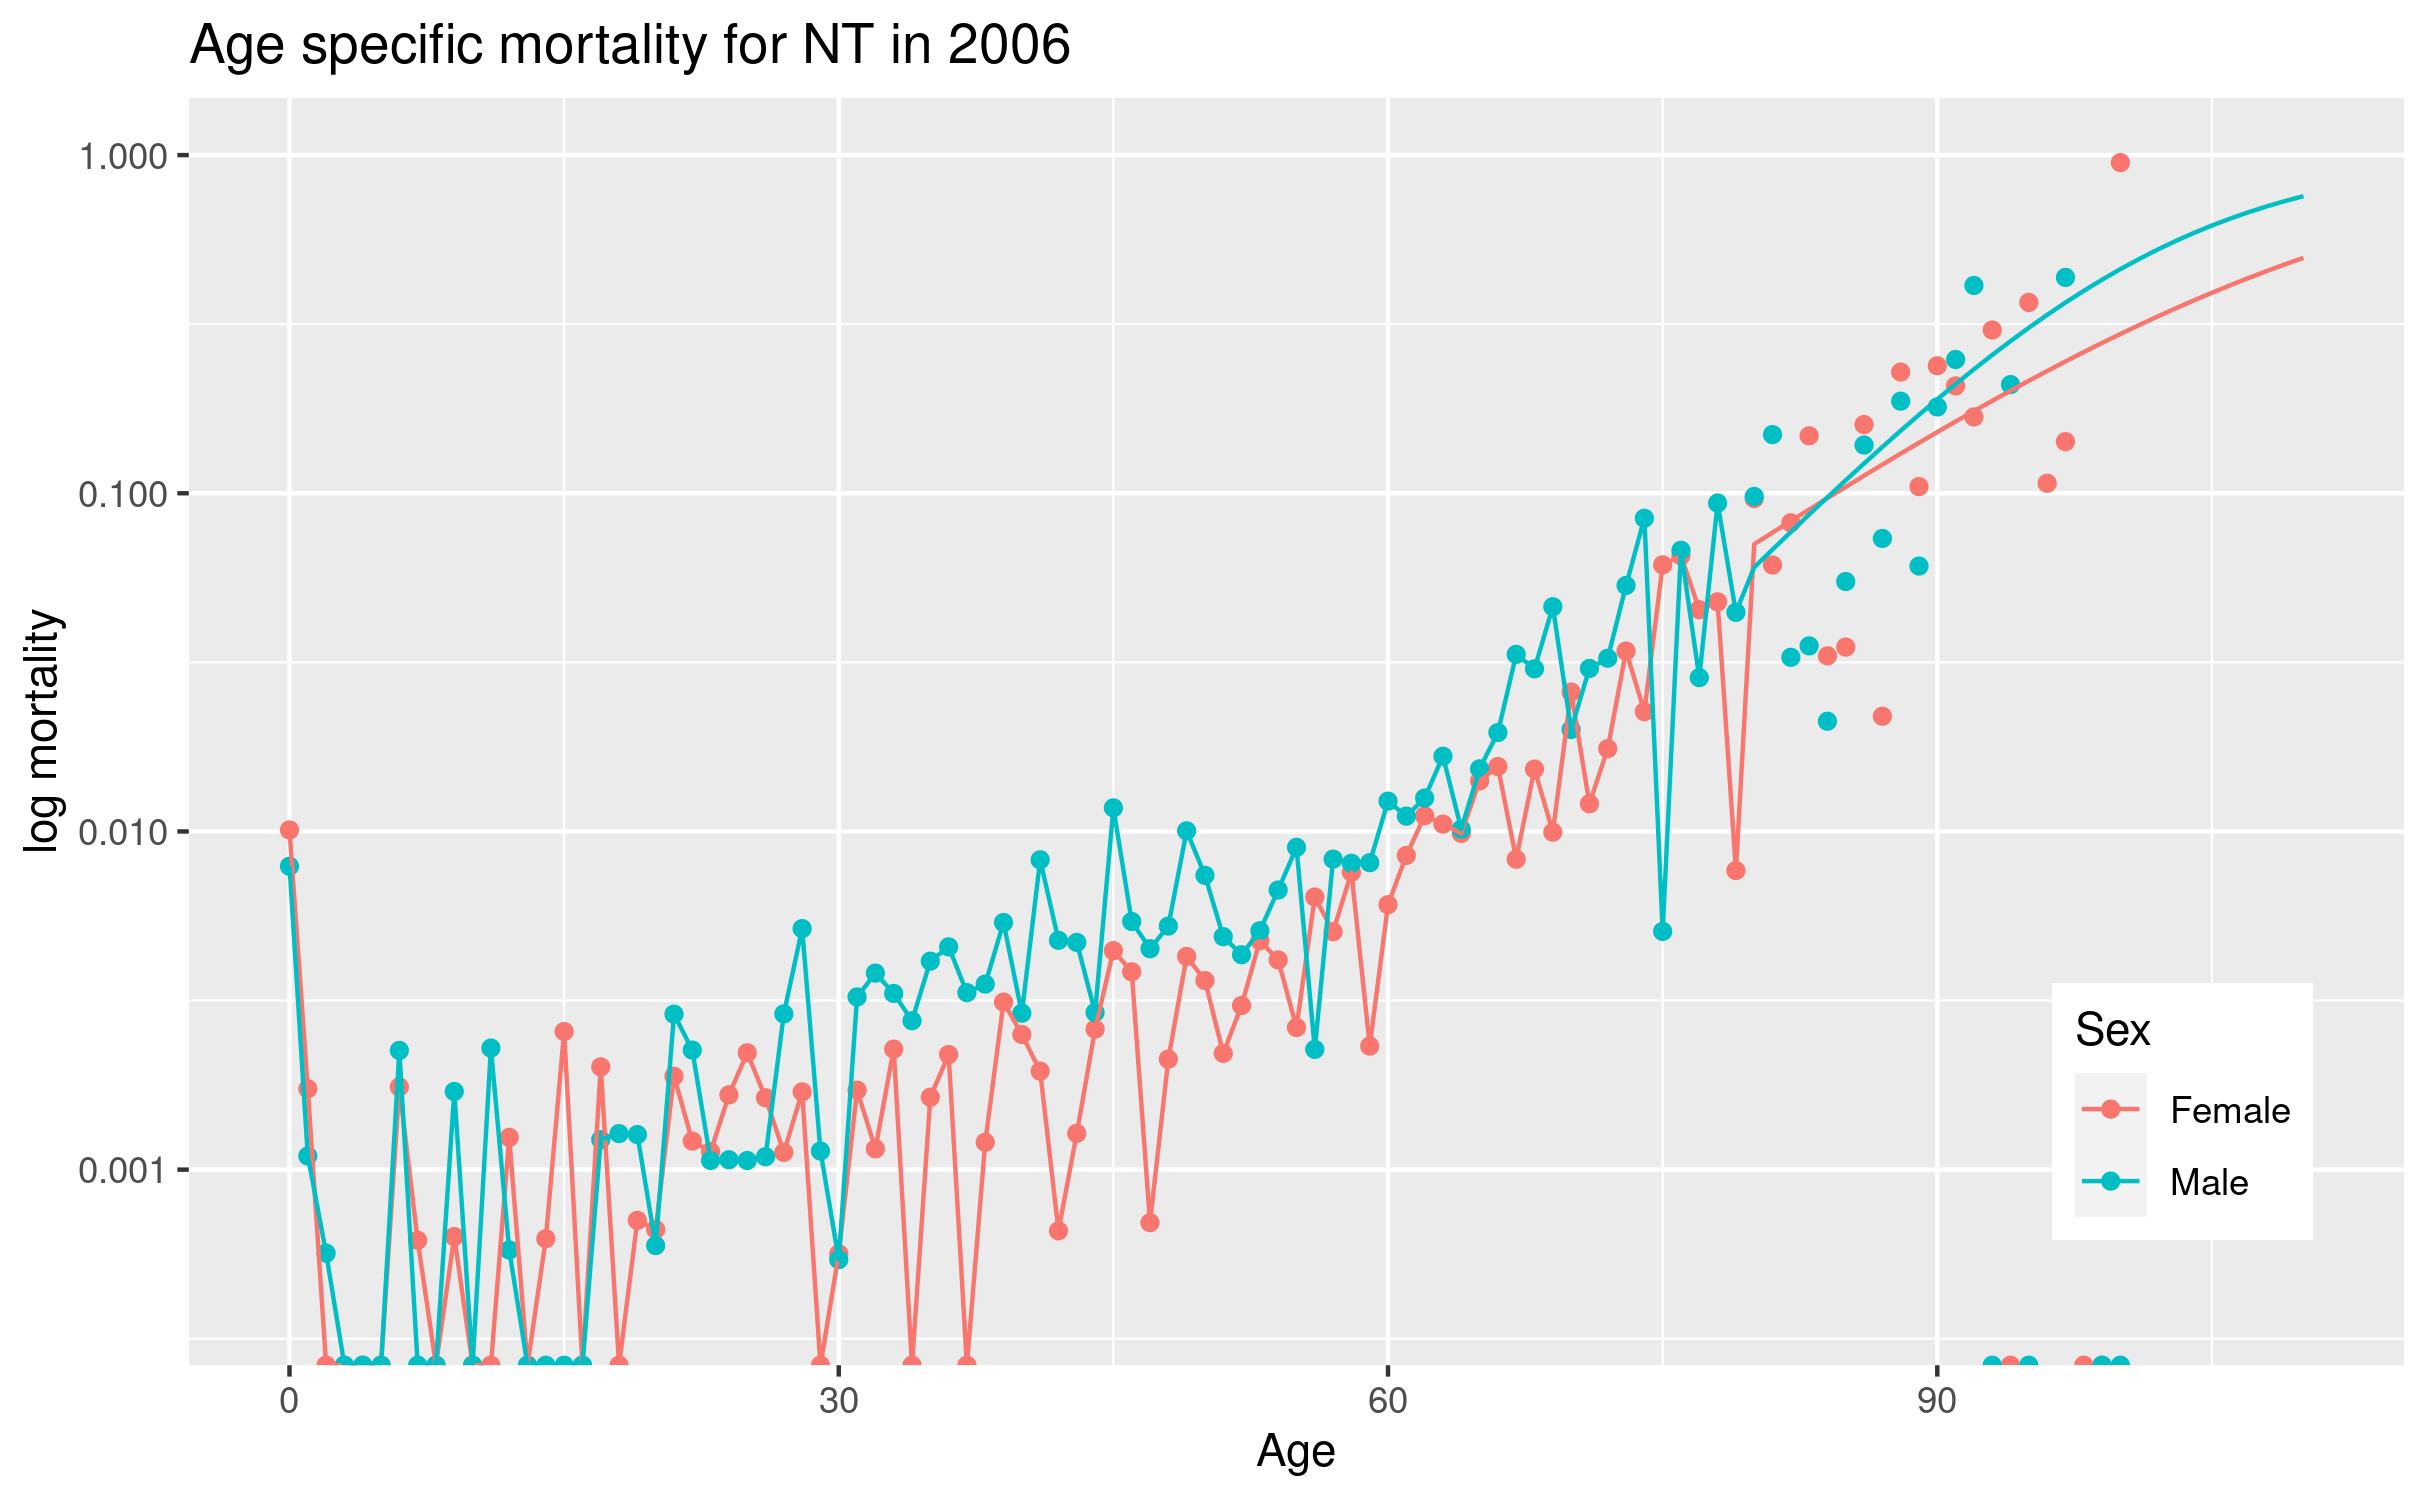 Age specific mortality for NT in 2006
1.000
0.100
0.010
0.001
log mortality
0
30
60
90
Age
Sex
Female
Male